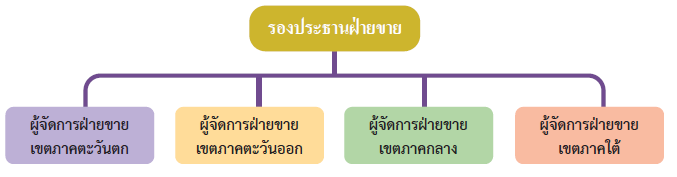 รองประธานฝ่ายขาย
ผู้จัดการฝ่ายขาย
เขตภาคตะวันตก
ผู้จัดการฝ่ายขาย
เขตภาคตะวันออก
ผู้จัดการฝ่ายขาย
เขตภาคกลาง
ผู้จัดการฝ่ายขาย
เขตภาคใต้